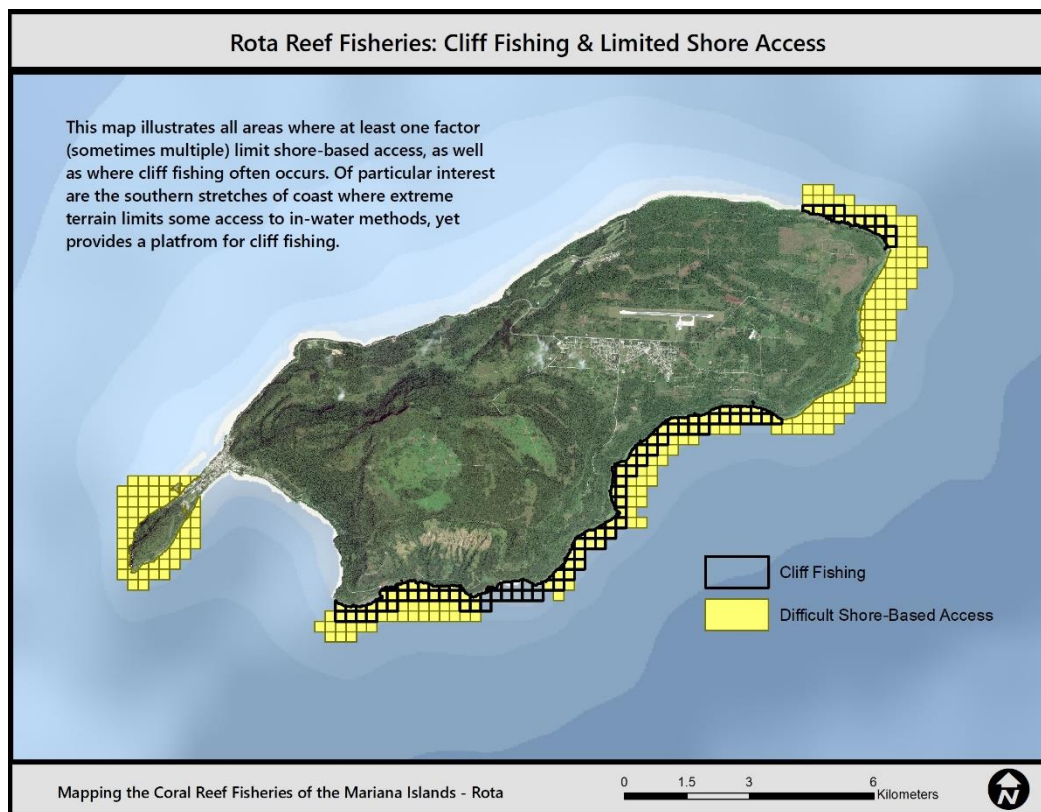 Rota Reef Fisheries: Cliff Fishing & Limited Shore Access
This map illustrates all areas where at least one factor
(sometimes multiple) limit shore-based access, as well
as where cliff fishing often occurs. Of particular interest
are the southern stretches of coast where extreme
terrain limits some access to in-water methods, yet
provides a platfrom for cliff fishing.
Cliff Fishing
Difficult Shore-Based Access
Mapping the Coral Reef Fisheries of the Mariana Islands - Rota
0 1.5 3 6
Kilometers
N